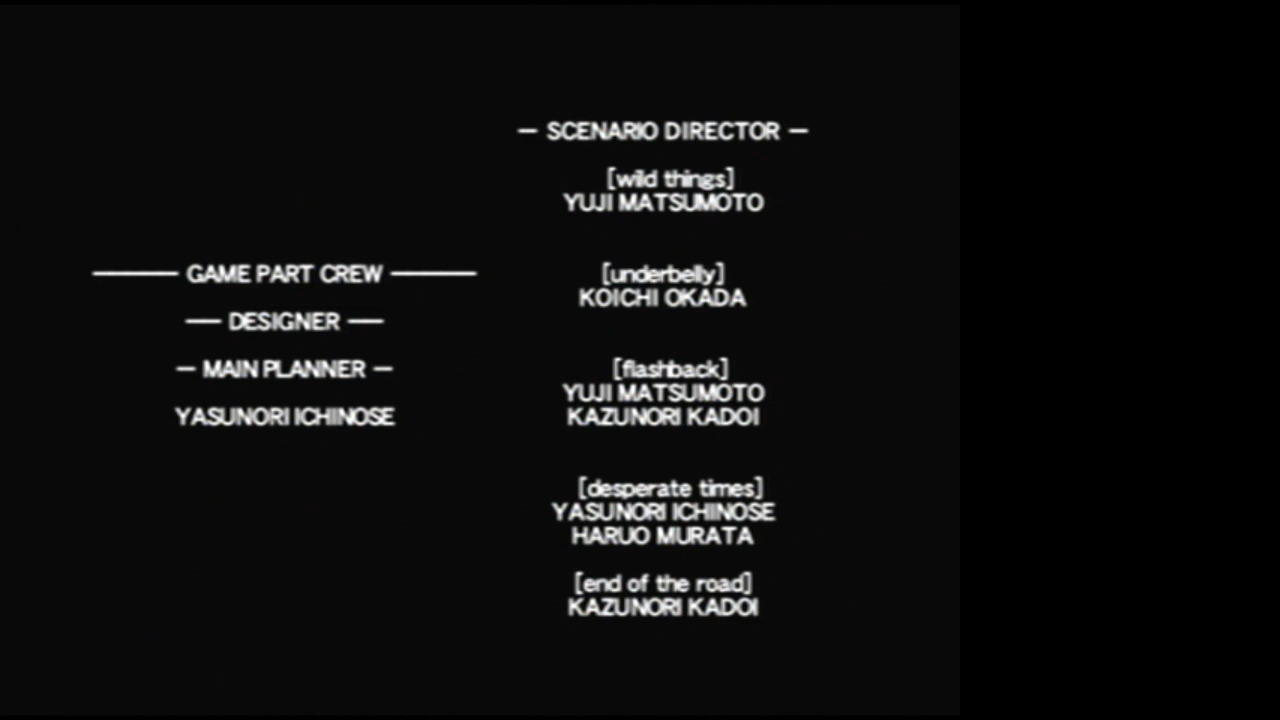 ——— GAME PART CREW ———
—— DESIGNER ——
— MAIN PLANNER —
YASUNORI ICHINOSE
— SCENARIO DIRECTOR —
[wild things]
YUJI MATSUMOTO
[underbelly]
KOICHI OKADA
[flashback]
YUJI MATSUMOTO
KAZUNORI KADOI
[desperate times]
YASUNORI ICHINOSE
HARUO MURATA
[end of the road]
KAZUNORI KADOI